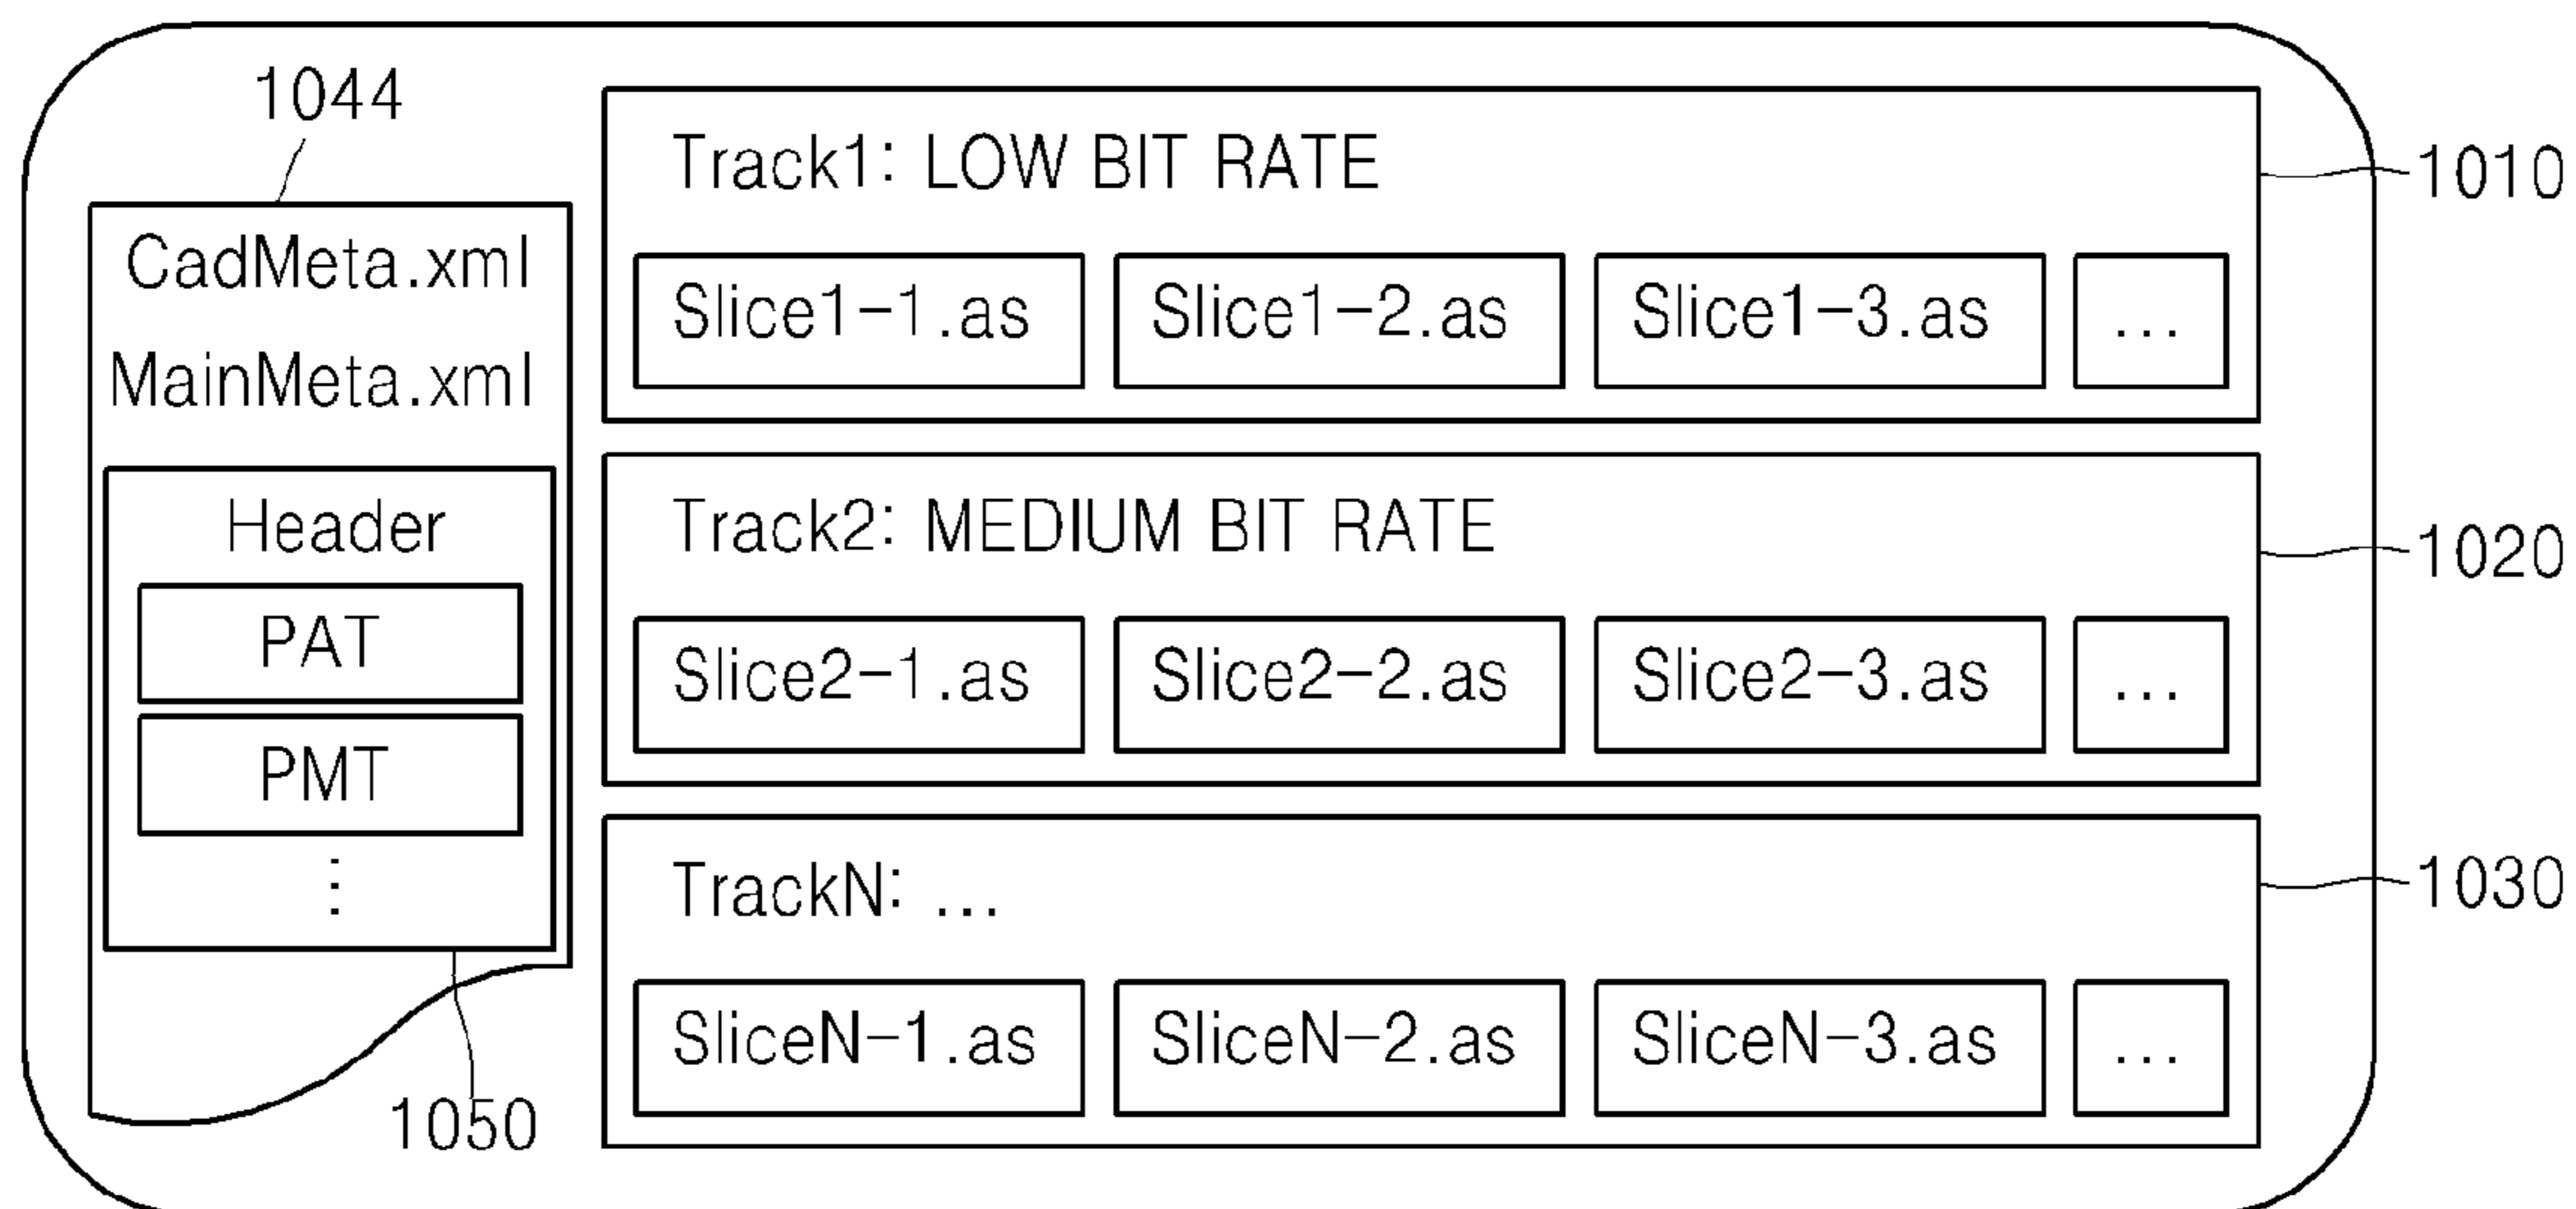 1044
CadMeta.xml
MainMeta.xml
Header
PAT
PMT
⋮
1050
Track1: LOW BIT RATE
1010
Slice1-1.as Slice1-2.as Slice1-3.as ...
Track2: MEDIUM BIT RATE
1020
Slice2-1.as Slice2-2.as Slice2-3.as ...
TrackN: ...
1030
SliceN-1.as SliceN-2.as SliceN-3.as ...